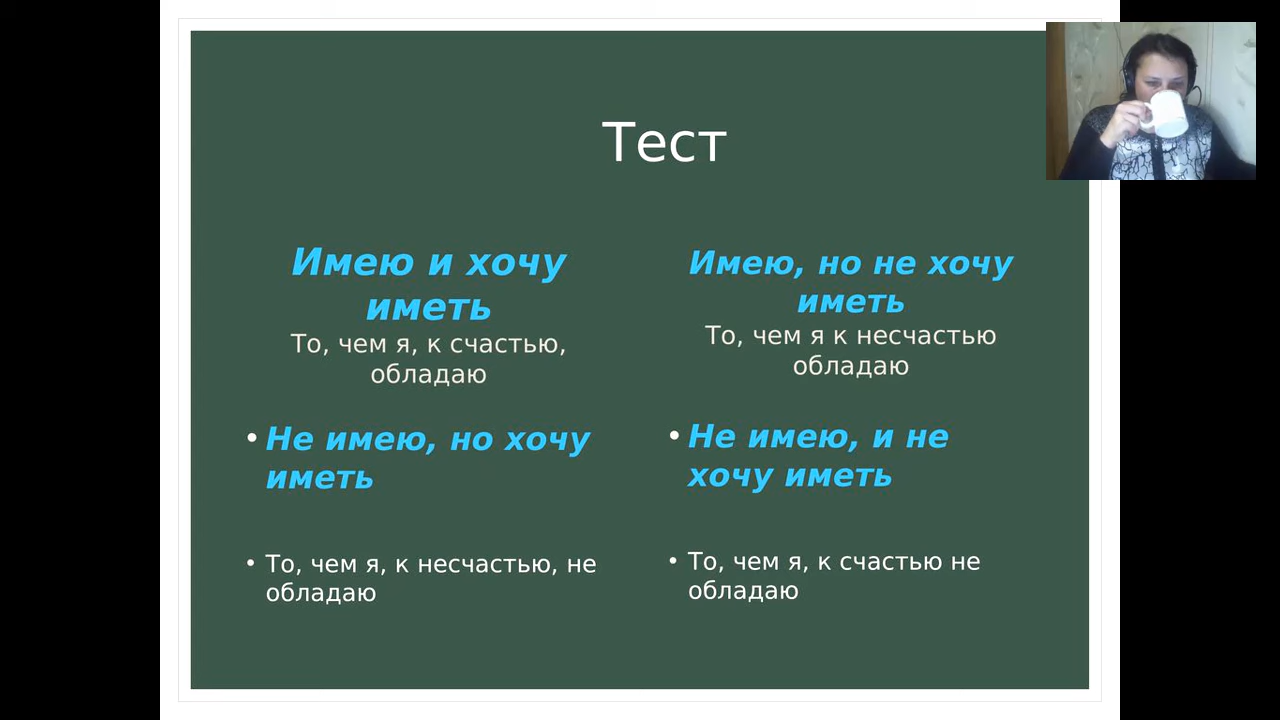 Тест
Имею и хочу
иметь
То, чем я, к счастью,
обладаю
Имею, но не хочу
иметь
То, чем я к несчастью
обладаю
• Не имею, но хочу
иметь
• То, чем я, к несчастью, не
обладаю
• Не имею, и не
хочу иметь
• То, чем я, к счастью не
обладаю